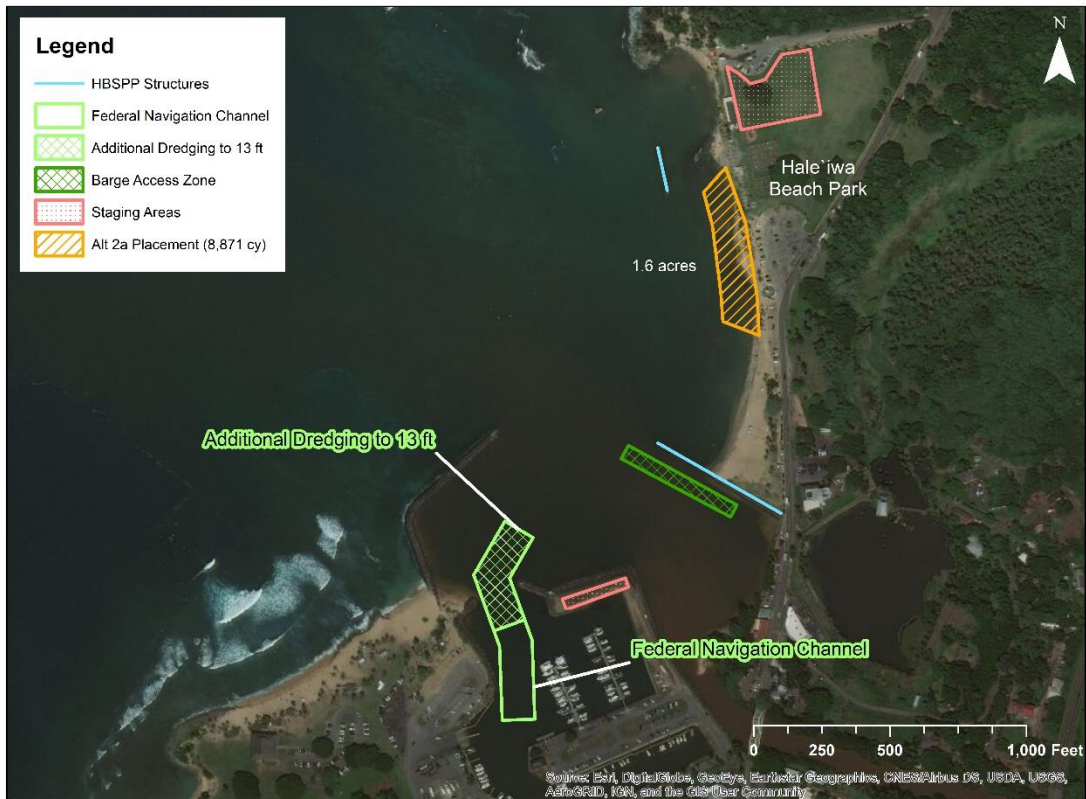 Legend
HBSPP Structures
Federal Navigation Channel
Additional Dredging to 13 ft
Barge Access Zone
Staging Areas
Alt 2a Placement (8,871 cy)
N
Hale`iwa
Beach Park
1.6 acres
Additional Dredging to 13 ft
Federal Navigation Channel
0 250 500 1,000 Feet
Source: Esri, DigitalGlobe, GeoEye, Earthstar Geographics, CNES/Airbus DS, USDA, USGS,
AeroGRID, IGN, and the GIS User Community